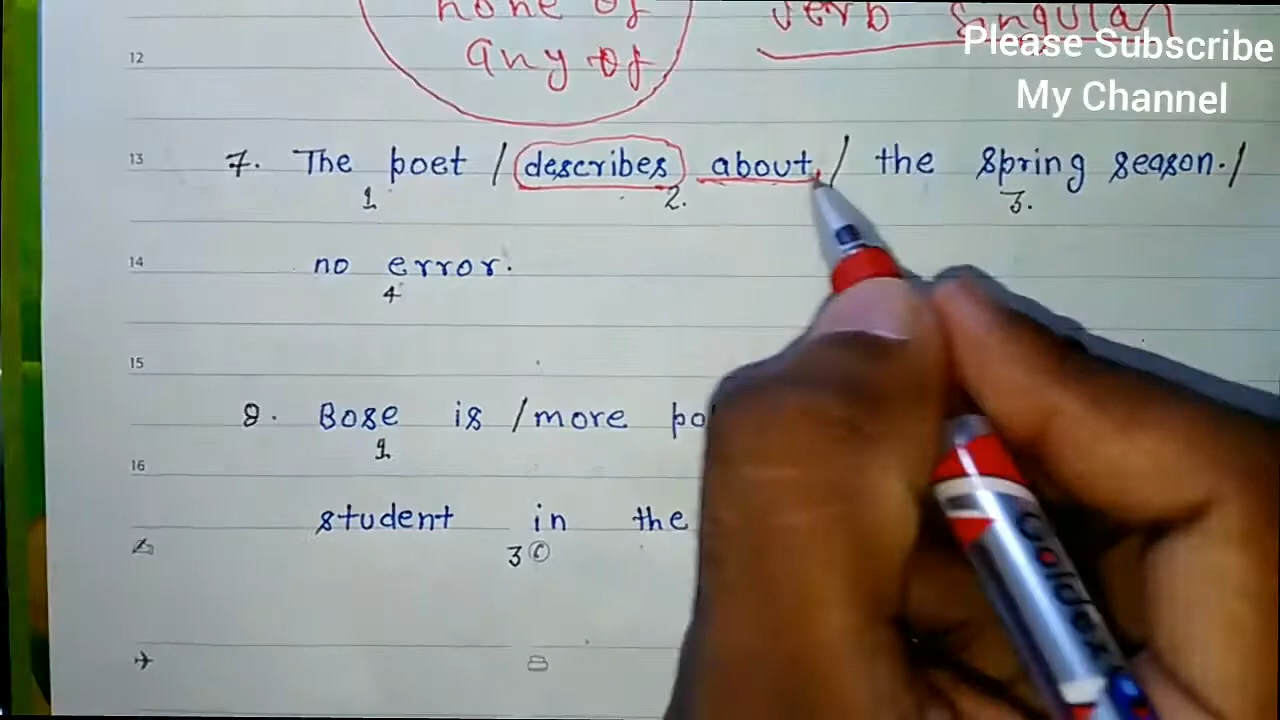 none of
any of
verb singular
Please Subscribe
My Channel
12
13
7. The poet / describes about / the spring season. /
1 2. 3.
14
no error.
4
15
8. Bose is / more
1
16
student in the
3 ©
Goldex